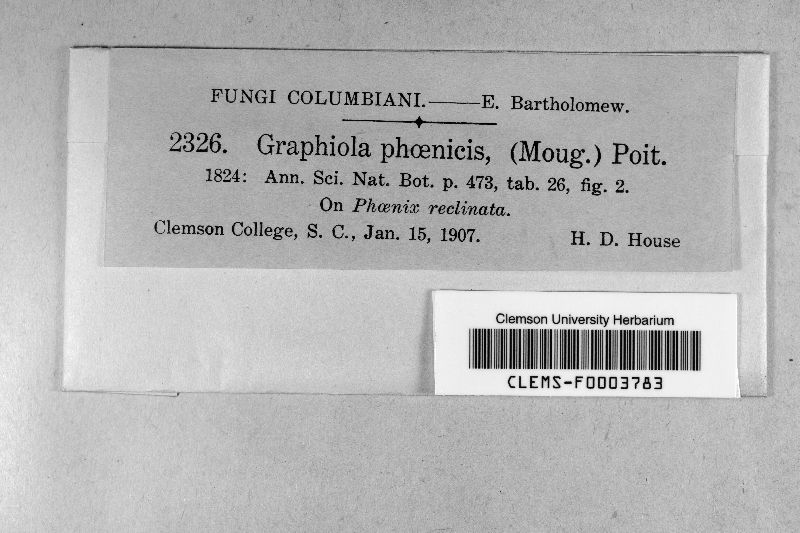 FUNGI COLUMBIANI.——E. Bartholomew.
2326. Graphiola phœnicis, (Moug.) Poit.
1824: Ann. Sci. Nat. Bot. p. 473, tab. 26, fig. 2.
On Phœnix reclinata.
Clemson College, S. C., Jan. 15, 1907. H. D. House
Clemson University Herbarium
CLEMS-F0003783